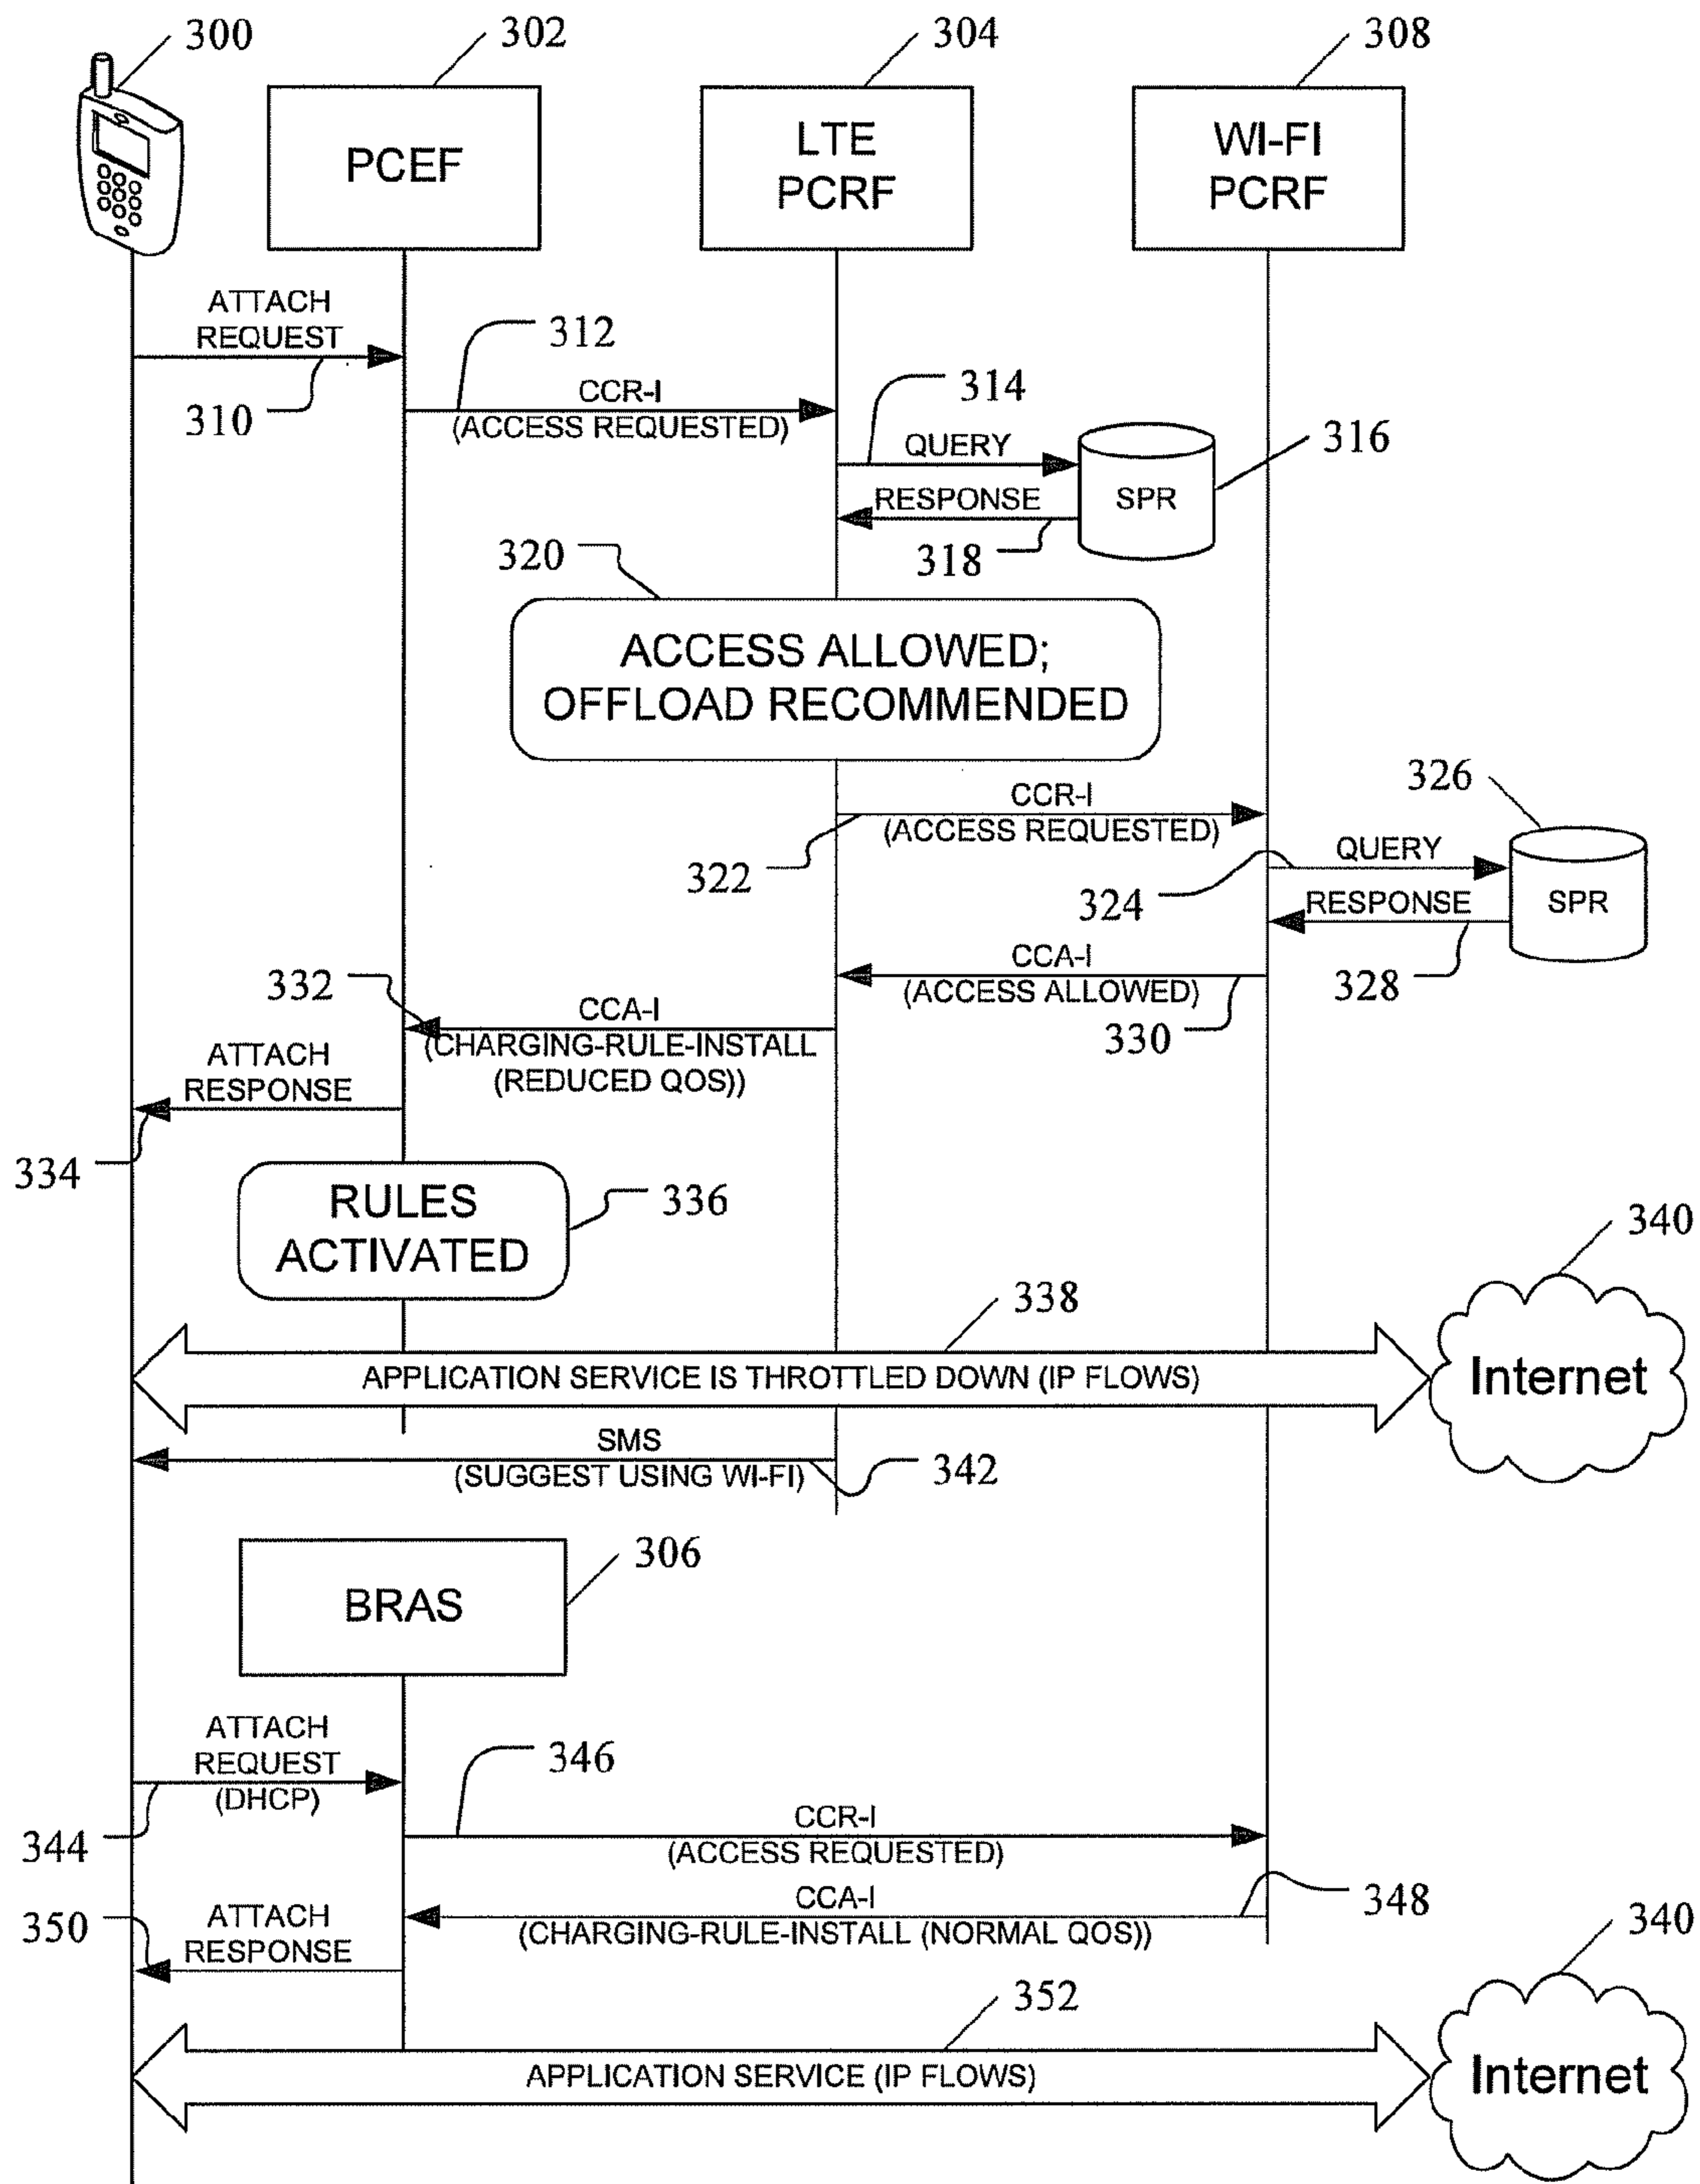 300
302
304
308
PCEF
LTE
PCRF
WI-FI
PCRF
ATTACH
REQUEST
310
312
CCR-I
(ACCESS REQUESTED)
314
QUERY
RESPONSE
318
SPR
316
320
ACCESS ALLOWED;
OFFLOAD RECOMMENDED
CCR-I
(ACCESS REQUESTED)
322
326
QUERY
324
RESPONSE
328
SPR
CCA-I
(ACCESS ALLOWED)
330
332
CCA-I
(CHARGING-RULE-INSTALL
(REDUCED QOS))
ATTACH
RESPONSE
334
RULES
ACTIVATED
336
338
340
APPLICATION SERVICE IS THROTTLED DOWN (IP FLOWS)
Internet
SMS
(SUGGEST USING WI-FI)
342
306
BRAS
ATTACH
REQUEST
(DHCP)
344
346
CCR-I
(ACCESS REQUESTED)
CCA-I
(CHARGING-RULE-INSTALL (NORMAL QOS))
348
350
ATTACH
RESPONSE
352
340
APPLICATION SERVICE (IP FLOWS)
Internet